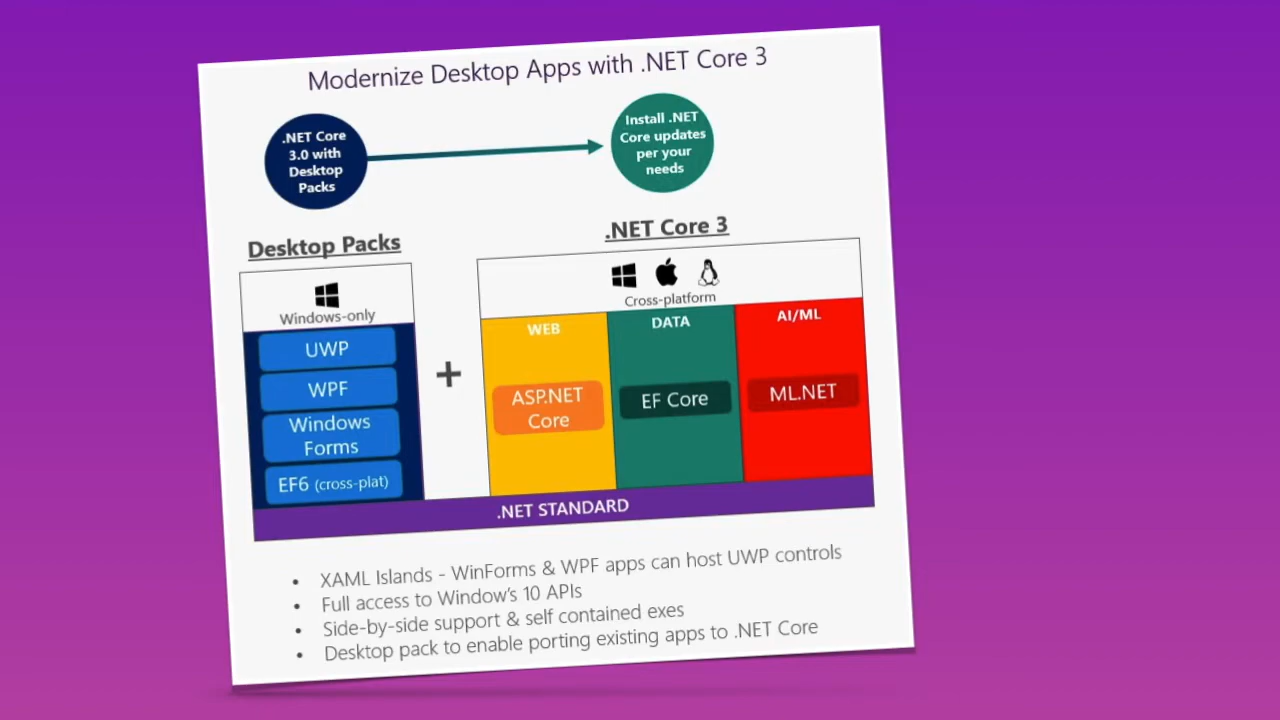 Modernize Desktop Apps with .NET Core 3
.NET Core
3.0 with
Desktop
Packs
Install .NET
Core updates
per your
needs
Desktop Packs
.NET Core 3
Windows-only
Cross-platform
UWP
WPF
Windows
Forms
EF6 (cross-plat)
+
WEB
ASP.NET
Core
DATA
EF Core
AI/ML
ML.NET
.NET STANDARD
• XAML Islands - WinForms & WPF apps can host UWP controls
• Full access to Window's 10 APIs
• Side-by-side support & self contained exes
• Desktop pack to enable porting existing apps to .NET Core